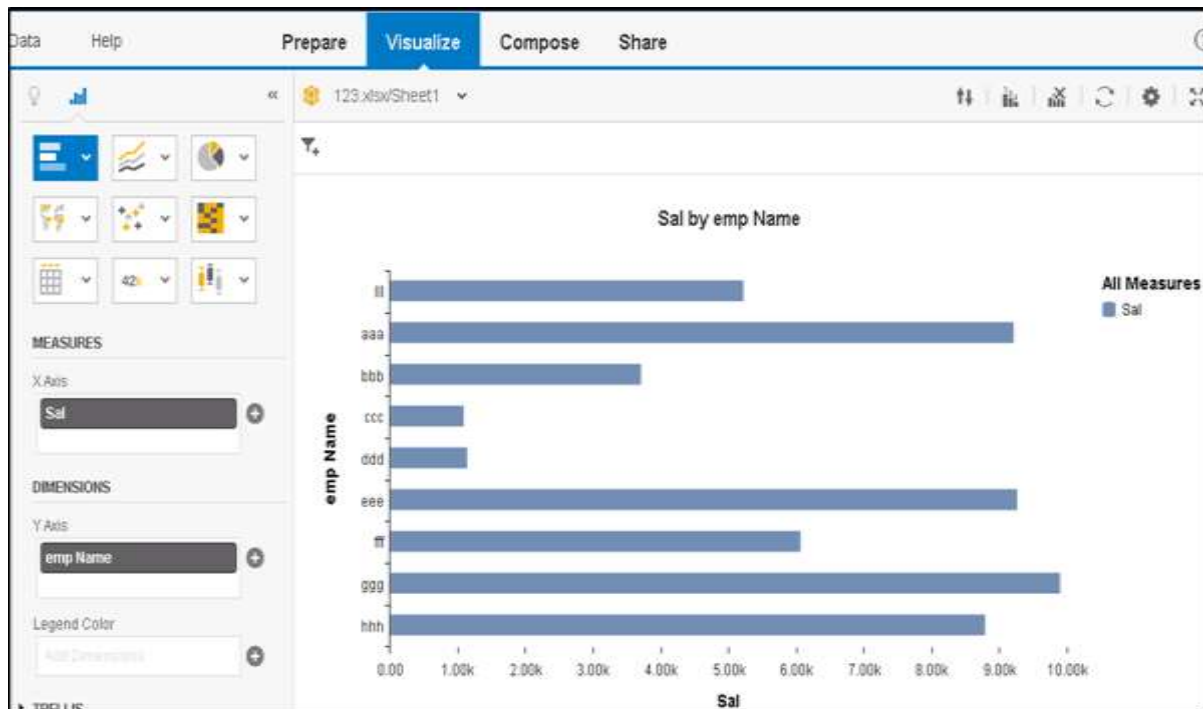 Data Help Prepare Visualize Compose Share
123.xlsx/Sheet1
MEASURES
X Axis
Sal
DIMENSIONS
Y Axis
emp Name
Legend Color
Add Dimensions
TRELLIS
Sal by emp Name
emp Name
lll
aaa
bbb
ccc
ddd
eee
fff
ggg
hhh
0.00 1.00k 2.00k 3.00k 4.00k 5.00k 6.00k 7.00k 8.00k 9.00k 10.00k
Sal
All Measures
Sal